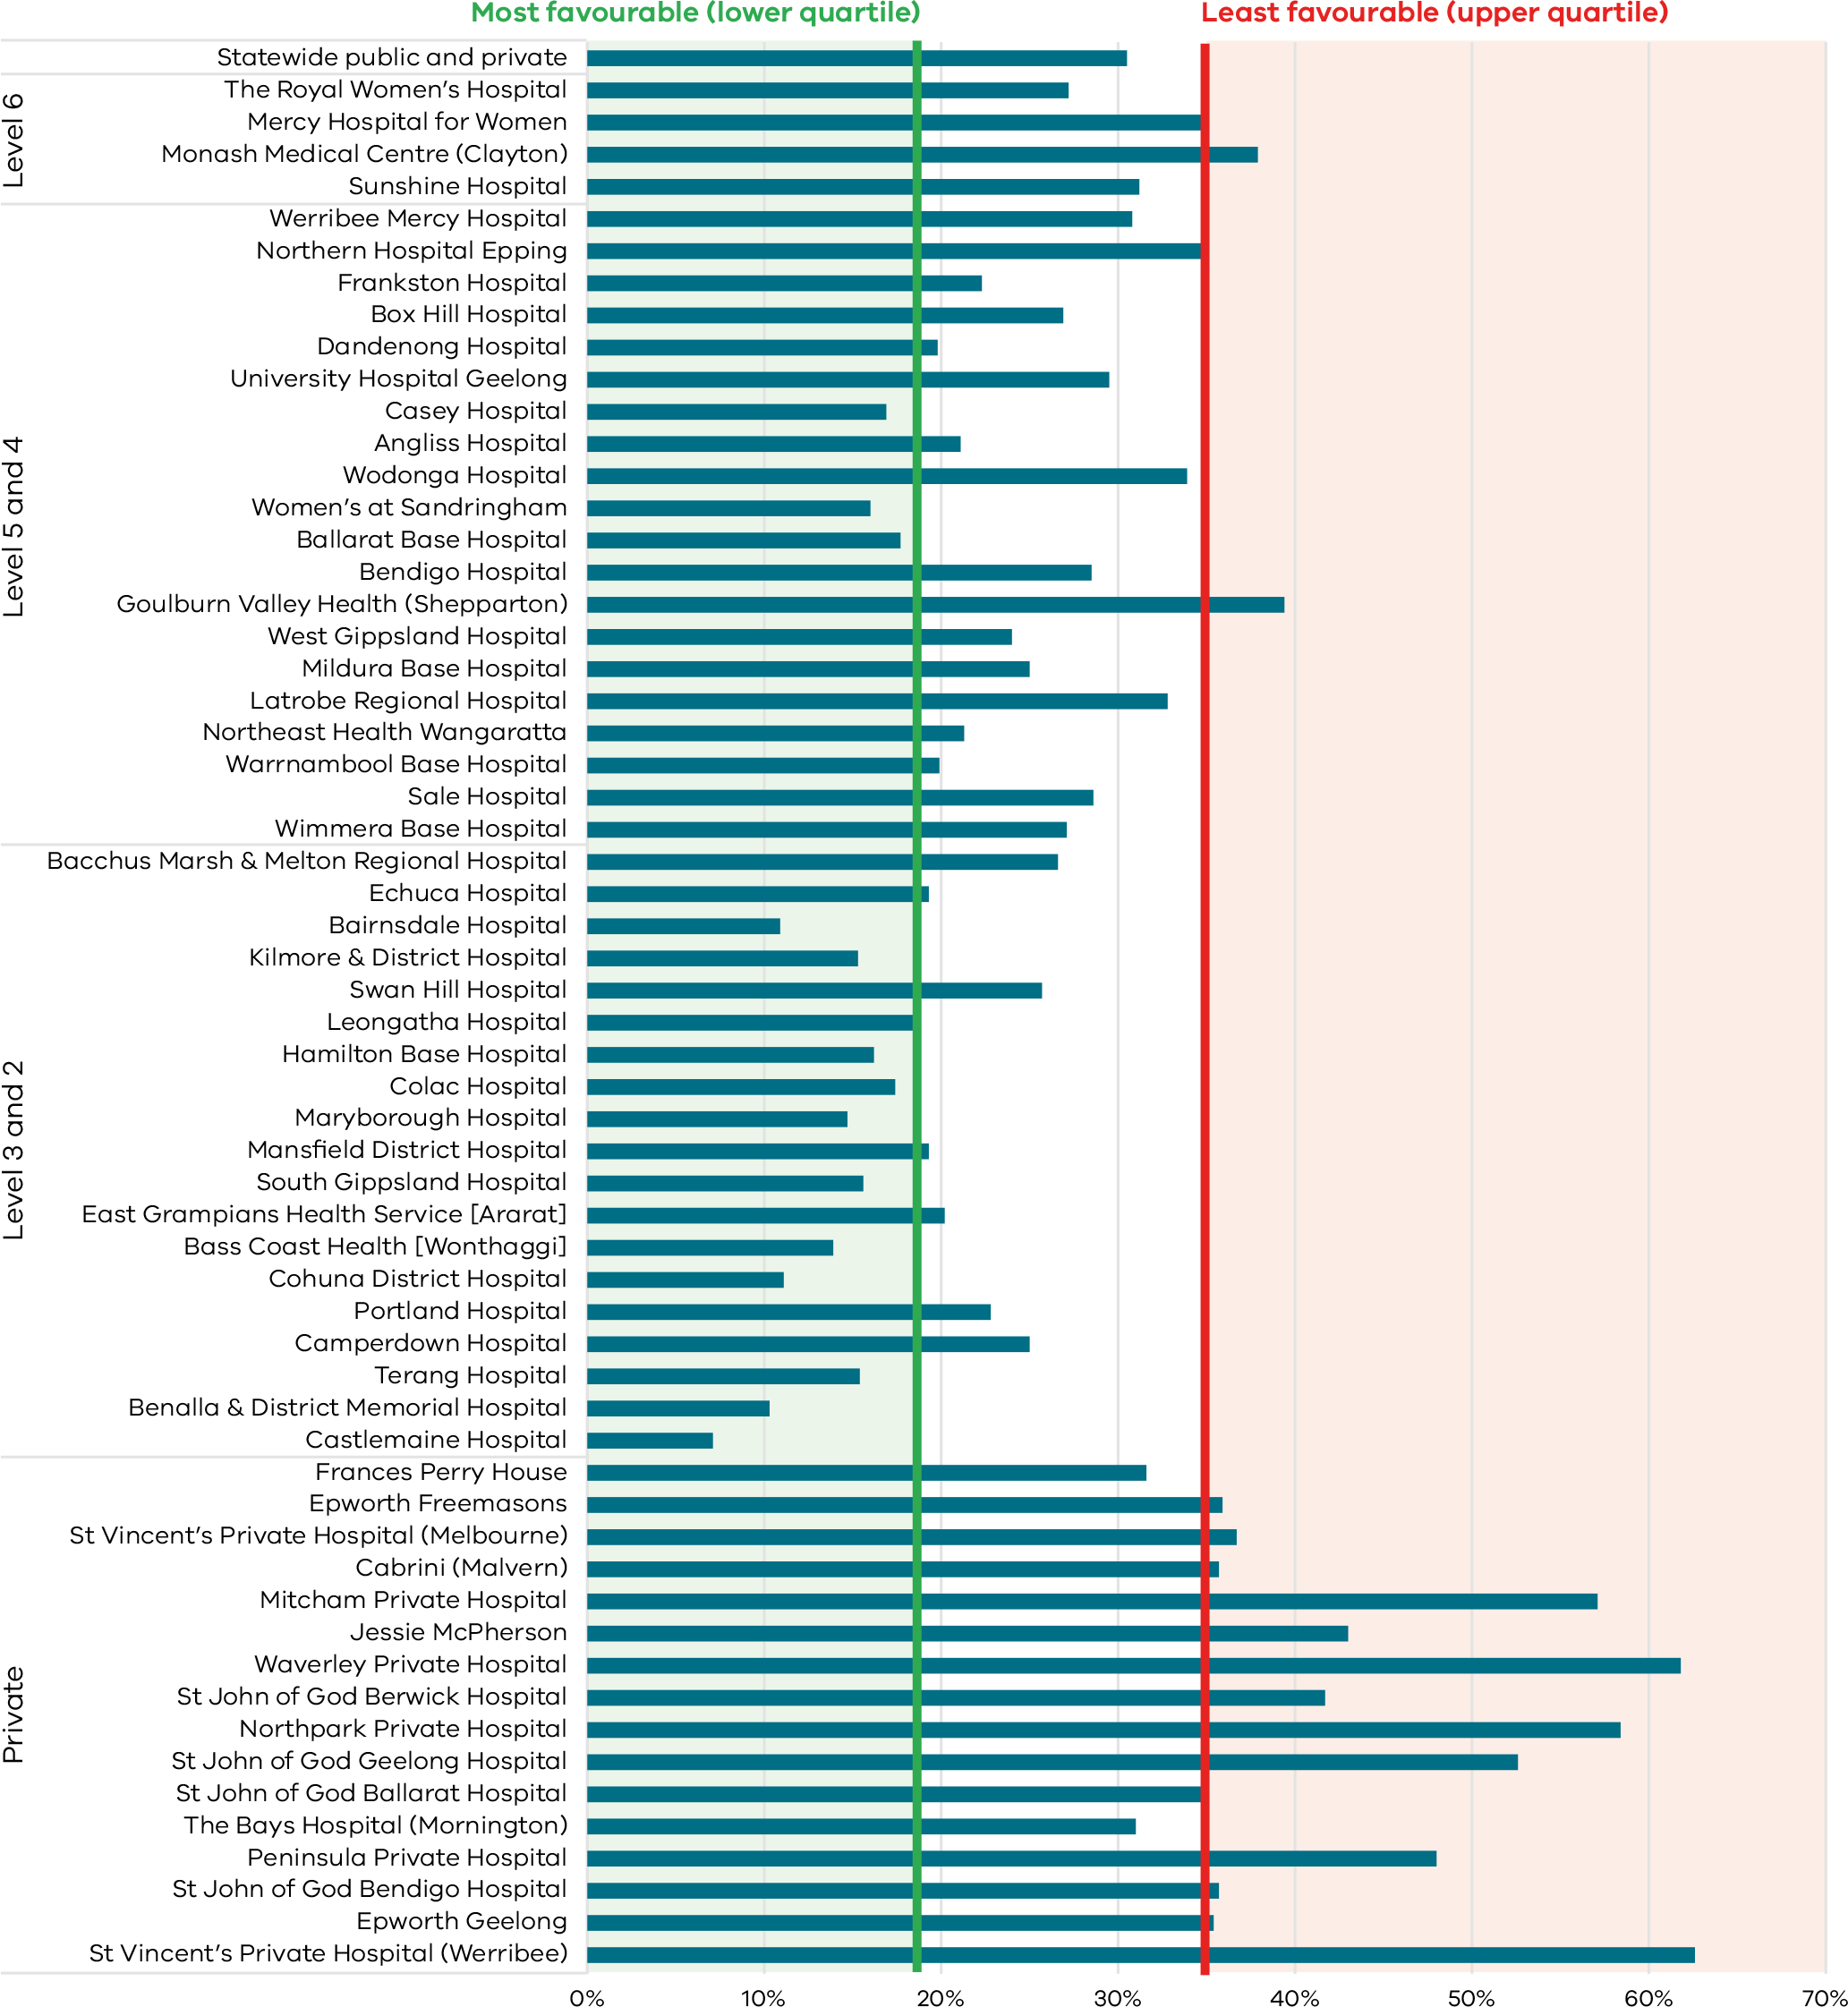 Most favourable (lower quartile)
Least favourable (upper quartile)
Statewide public and private
Level 6
The Royal Women’s Hospital
Mercy Hospital for Women
Monash Medical Centre (Clayton)
Sunshine Hospital
Level 5 and 4
Werribee Mercy Hospital
Northern Hospital Epping
Frankston Hospital
Box Hill Hospital
Dandenong Hospital
University Hospital Geelong
Casey Hospital
Angliss Hospital
Wodonga Hospital
Women’s at Sandringham
Ballarat Base Hospital
Bendigo Hospital
Goulburn Valley Health (Shepparton)
West Gippsland Hospital
Mildura Base Hospital
Latrobe Regional Hospital
Northeast Health Wangaratta
Warrnambool Base Hospital
Sale Hospital
Wimmera Base Hospital
Level 3 and 2
Bacchus Marsh & Melton Regional Hospital
Echuca Hospital
Bairnsdale Hospital
Kilmore & District Hospital
Swan Hill Hospital
Leongatha Hospital
Hamilton Base Hospital
Colac Hospital
Maryborough Hospital
Mansfield District Hospital
South Gippsland Hospital
East Grampians Health Service [Ararat]
Bass Coast Health [Wonthaggi]
Cohuna District Hospital
Portland Hospital
Camperdown Hospital
Terang Hospital
Benalla & District Memorial Hospital
Castlemaine Hospital
Private
Frances Perry House
Epworth Freemasons
St Vincent’s Private Hospital (Melbourne)
Cabrini (Malvern)
Mitcham Private Hospital
Jessie McPherson
Waverley Private Hospital
St John of God Berwick Hospital
Northpark Private Hospital
St John of God Geelong Hospital
St John of God Ballarat Hospital
The Bays Hospital (Mornington)
Peninsula Private Hospital
St John of God Bendigo Hospital
Epworth Geelong
St Vincent’s Private Hospital (Werribee)
0% 10% 20% 30% 40% 50% 60% 70%